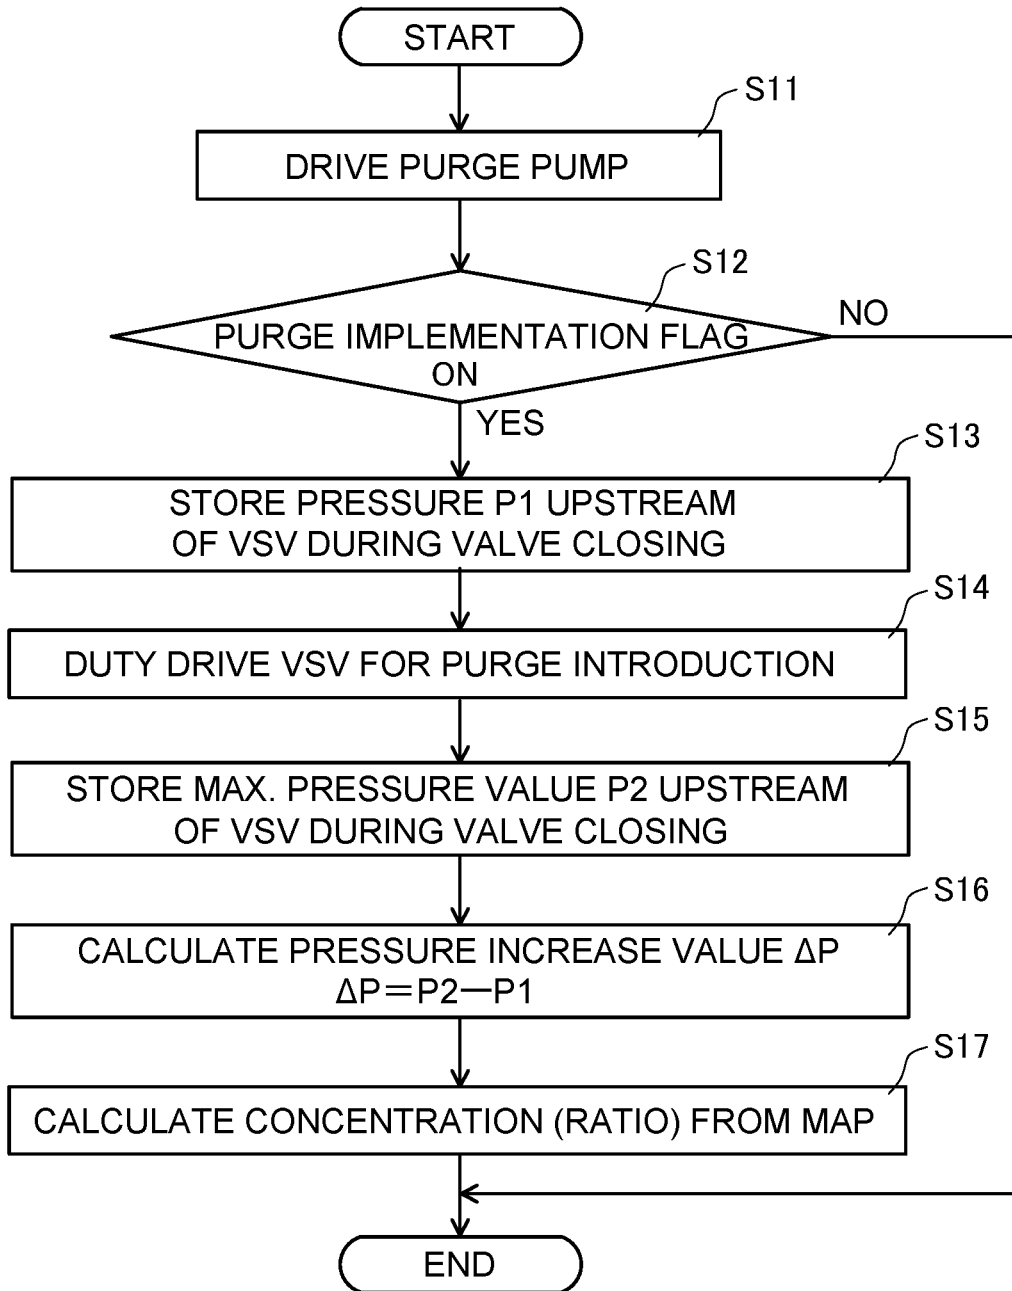 START
S11
DRIVE PURGE PUMP
S12
PURGE IMPLEMENTATION FLAG
ON
NO
YES
S13
STORE PRESSURE P1 UPSTREAM
OF VSV DURING VALVE CLOSING
S14
DUTY DRIVE VSV FOR PURGE INTRODUCTION
S15
STORE MAX. PRESSURE VALUE P2 UPSTREAM
OF VSV DURING VALVE CLOSING
S16
CALCULATE PRESSURE INCREASE VALUE ΔP
ΔP=P2—P1
S17
CALCULATE CONCENTRATION (RATIO) FROM MAP
END